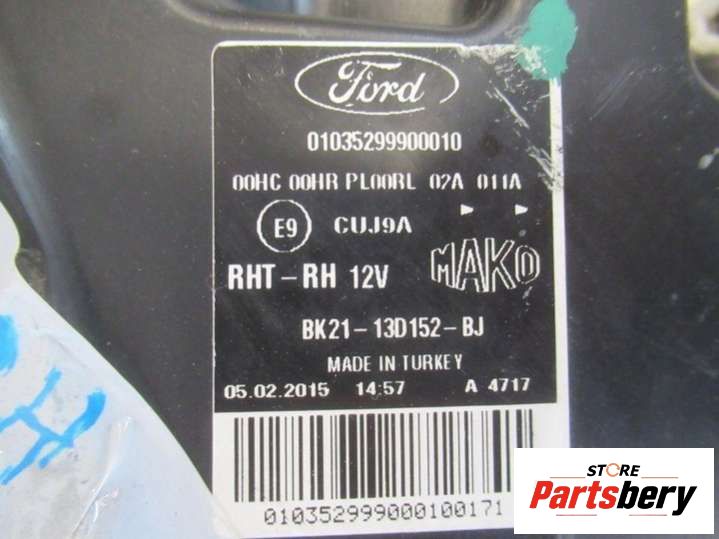 Ford
01035299900010
00HC 00HR PL00RL 02A 011A
E9 CUJ9A
RHT-RH 12V MAKO
BK21-13D152-BJ
MADE IN TURKEY
05.02.2015 14:57 A 4717
010352999000100171
STORE
Partsbery